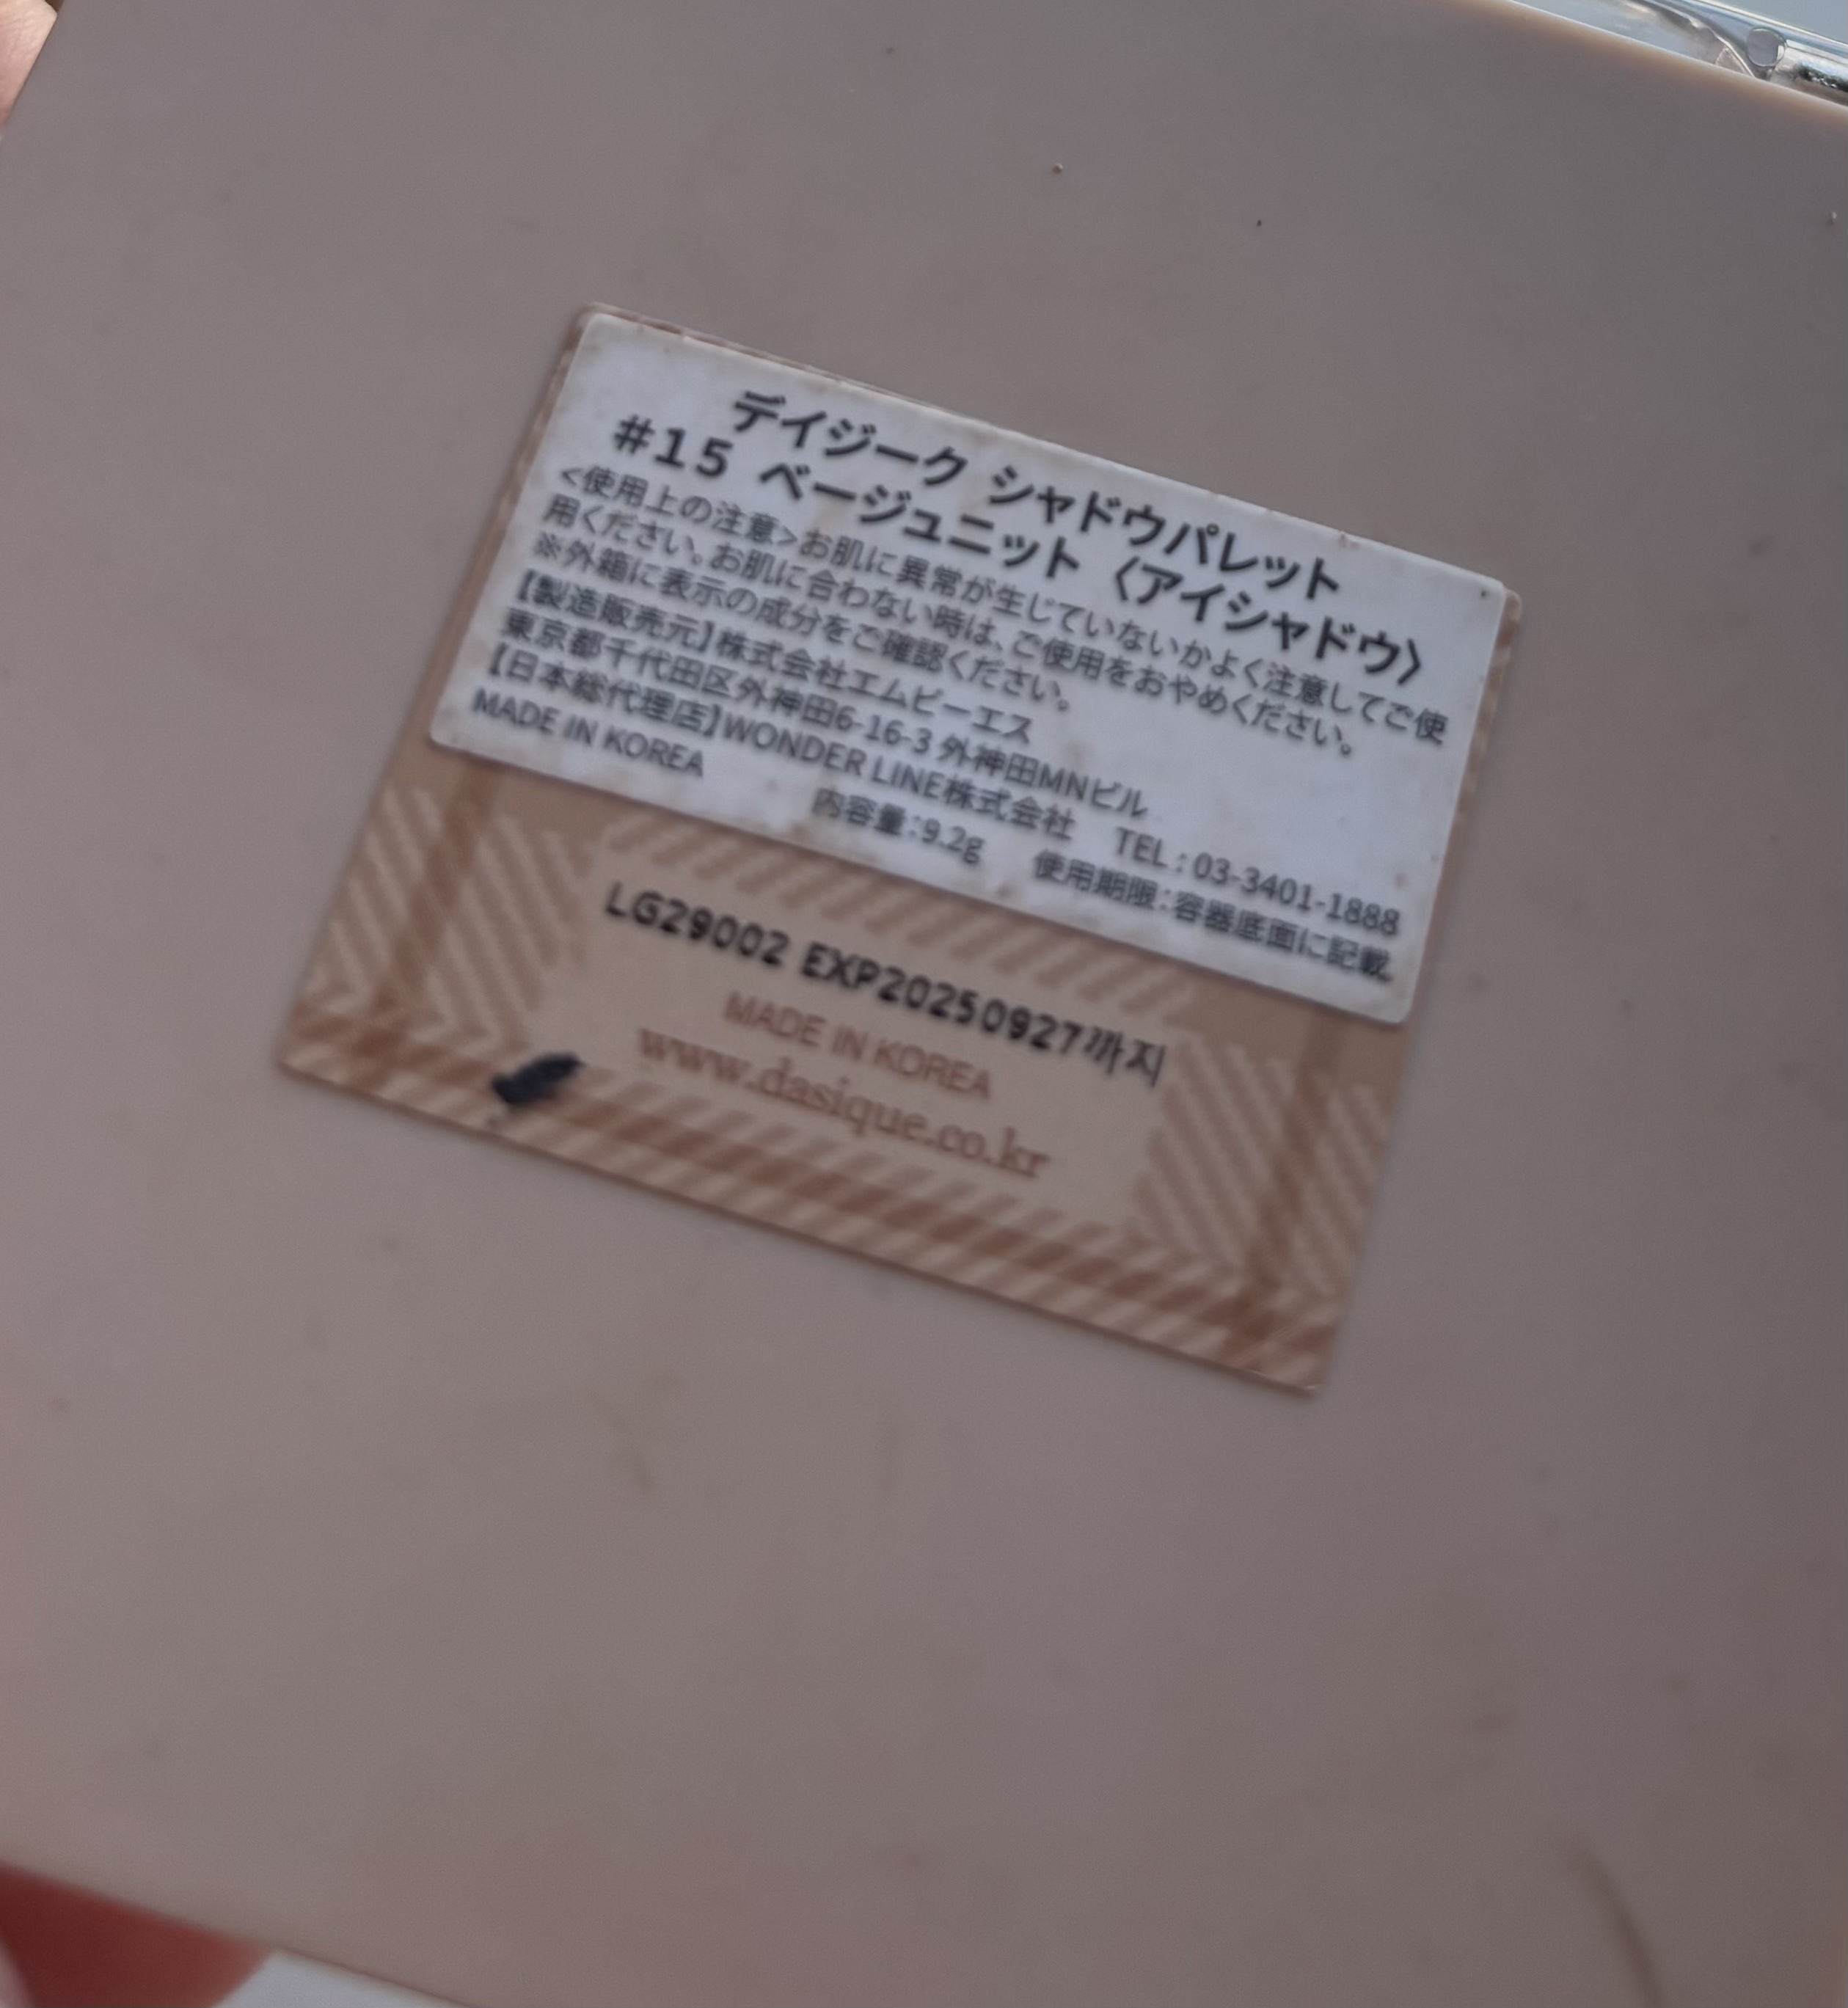 デイジーク シャドウパレット
#15 ベージュニット〈アイシャドウ〉
<使用上の注意>お肌に異常が生じていないかよく注意してご使
用ください。お肌に合わない時は、ご使用をおやめください。
※外箱に表示の成分をご確認ください。
【製造販売元】株式会社エムピーエス
東京都千代田区外神田6-16-3 外神田MNビル
【日本総代理店】WONDER LINE株式会社 TEL：03-3401-1888
MADE IN KOREA 内容量：9.2g 使用期限：容器底面に記載
LG29002 EXP20250927까지
MADE IN KOREA
www.dasique.co.kr